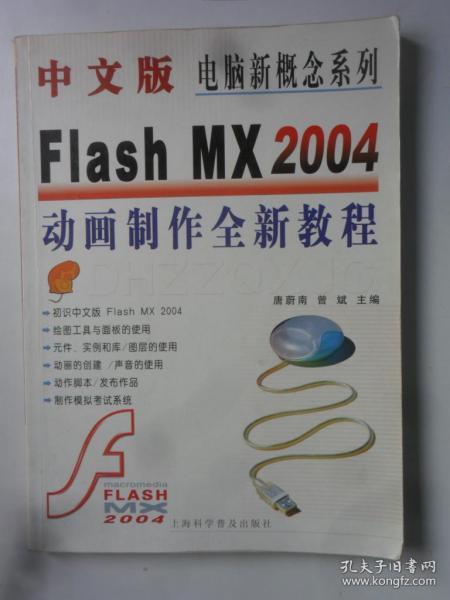 中文版 电脑新概念系列
Flash MX 2004
动画制作全新教程
DHZZQXJC
唐蔚南 曾斌 主编
初识中文版 Flash MX 2004
绘图工具与面板的使用
元件、实例和库/图层的使用
动画的创建 /声音的使用
动作脚本/发布作品
制作模拟考试系统
macromedia
FLASH
MX
2004
上海科学普及出版社
孔夫子旧书网
www.kongfz.com